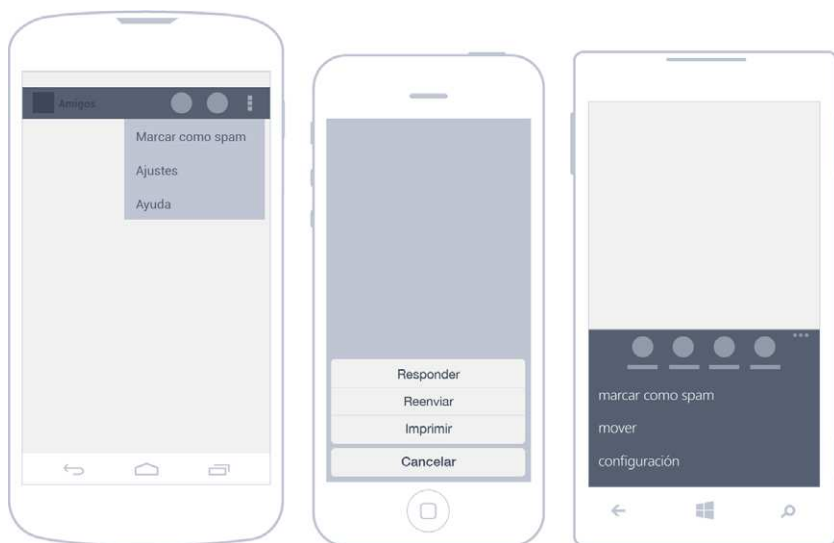 Amigos
Marcar como spam
Ajustes
Ayuda
Responder
Reenviar
Imprimir
Cancelar
marcar como spam
mover
configuración